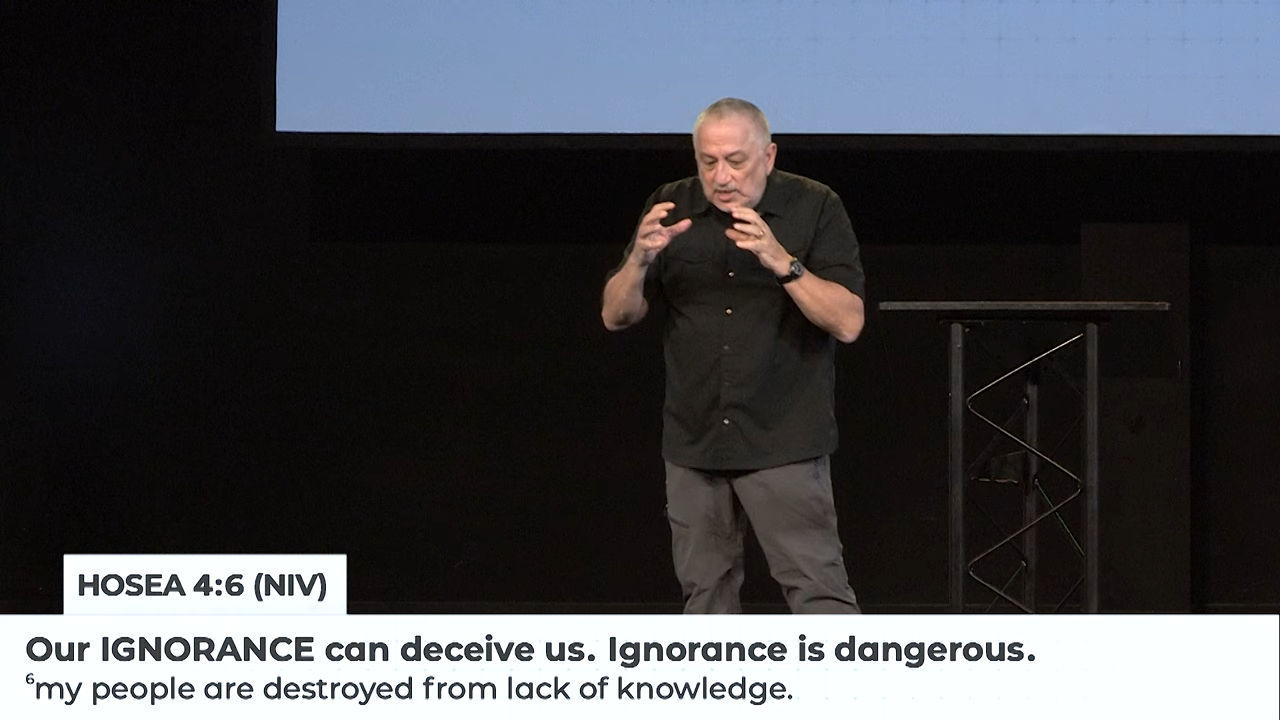 HOSEA 4:6 (NIV)
Our IGNORANCE can deceive us. Ignorance is dangerous.
⁶my people are destroyed from lack of knowledge.